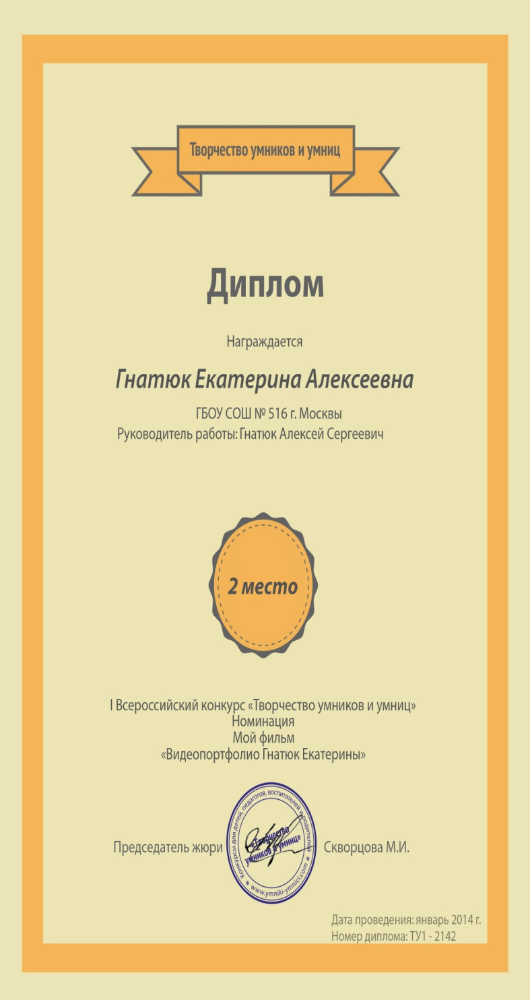 Творчество умников и умниц
Диплом
Награждается
Гнатюк Екатерина Алексеевна
ГБОУ СОШ № 516 г. Москвы
Руководитель работы: Гнатюк Алексей Сергеевич
2 место
I Всероссийский конкурс «Творчество умников и умниц»
Номинация
Мой фильм
«Видеопортфолио Гнатюк Екатерины»
Председатель жюри
Конкурсы для детей, педагогов, воспитателей и родителей
«Творчество
умников и умниц»
* www.ymniki-ymnici.com *
Скворцова М.И.
Дата проведения: январь 2014 г.
Номер диплома: ТУ1 - 2142